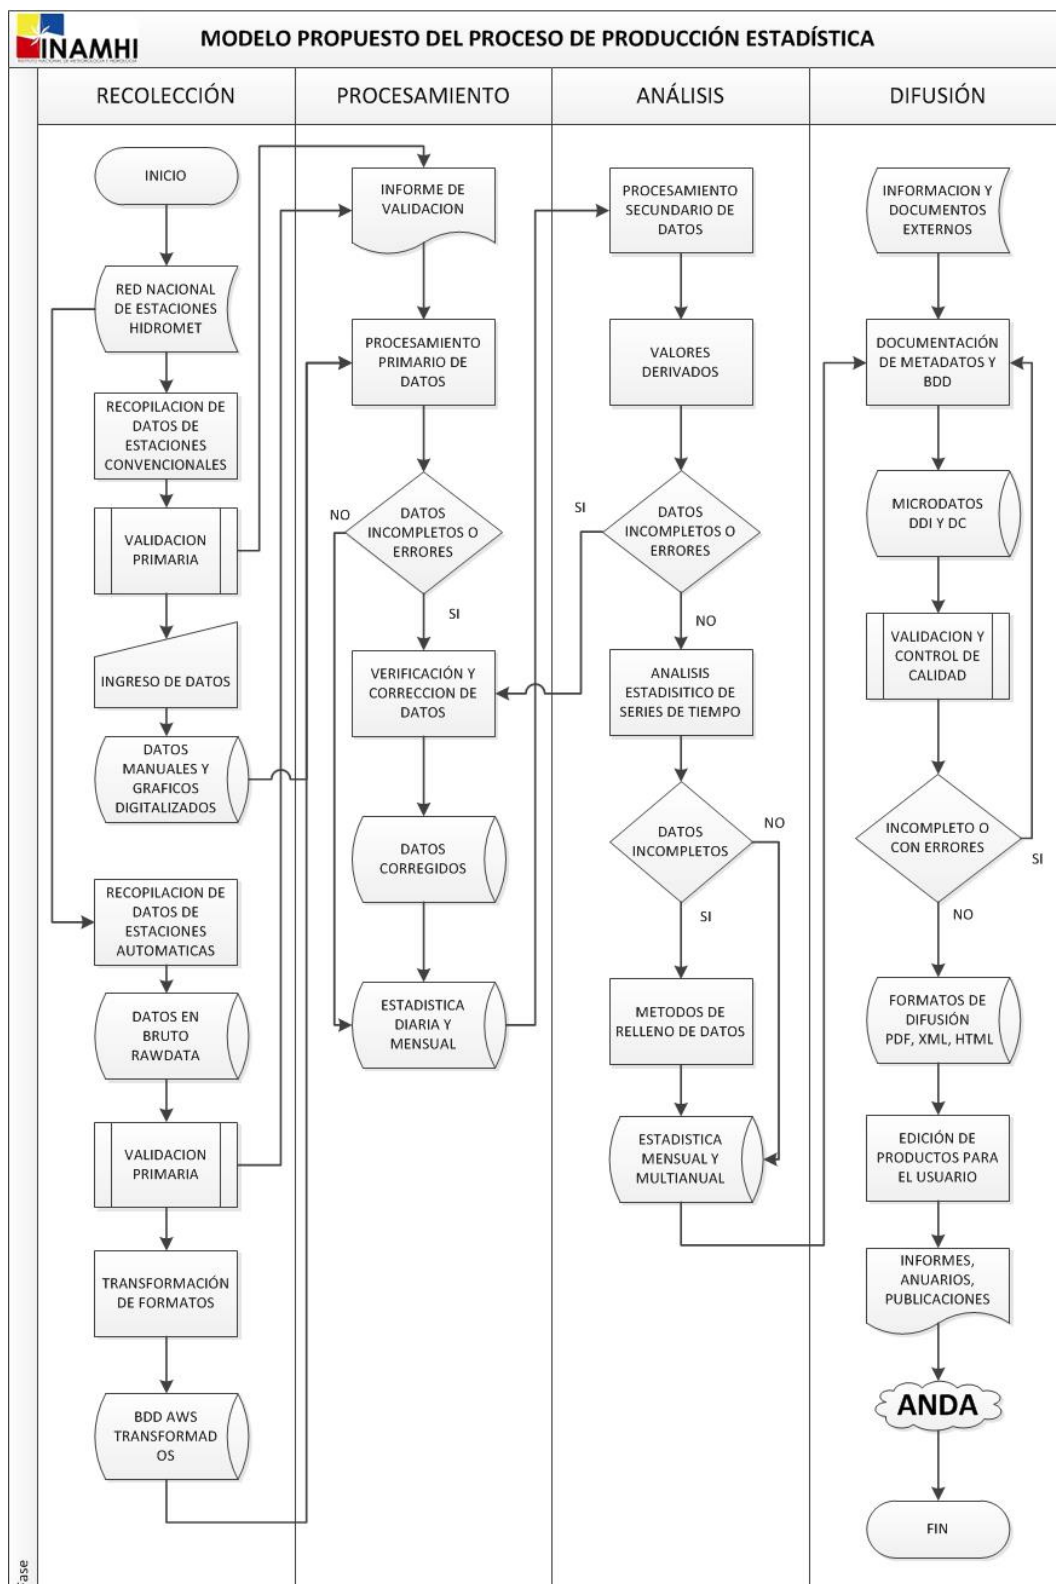 INAMHI
MODELO PROPUESTO DEL PROCESO DE PRODUCCIÓN ESTADÍSTICA
RECOLECCIÓN
INICIO
RED NACIONAL
DE ESTACIONES
HIDROMET
RECOPILACION DE
DATOS DE
ESTACIONES
CONVENCIONALES
VALIDACION
PRIMARIA
INGRESO DE DATOS
DATOS
MANUALES Y
GRAFICOS
DIGITALIZADOS
RECOPILACION DE
DATOS DE
ESTACIONES
AUTOMATICAS
DATOS EN
BRUTO
RAWDATA
VALIDACION
PRIMARIA
TRANSFORMACIÓN
DE FORMATOS
BDD AWS
TRANSFORMAD
OS
PROCESAMIENTO
INFORME DE
VALIDACION
PROCESAMIENTO
PRIMARIO DE
DATOS
NO
DATOS
INCOMPLETOS O
ERRORES
SI
VERIFICACIÓN Y
CORRECCION DE
DATOS
DATOS
CORREGIDOS
ESTADISTICA
DIARIA Y
MENSUAL
ANÁLISIS
PROCESAMIENTO
SECUNDARIO DE
DATOS
VALORES
DERIVADOS
SI
DATOS
INCOMPLETOS O
ERRORES
NO
ANALISIS
ESTADISITICO DE
SERIES DE TIEMPO
NO
DATOS
INCOMPLETOS
SI
METODOS DE
RELLENO DE DATOS
ESTADISTICA
MENSUAL Y
MULTIANUAL
DIFUSIÓN
INFORMACION Y
DOCUMENTOS
EXTERNOS
DOCUMENTACIÓN
DE METADATOS Y
BDD
MICRODATOS
DDI Y DC
VALIDACION Y
CONTROL DE
CALIDAD
INCOMPLETO O
CON ERRORES
SI
NO
FORMATOS DE
DIFUSIÓN
PDF, XML, HTML
EDICIÓN DE
PRODUCTOS PARA
EL USUARIO
INFORMES,
ANUARIOS,
PUBLICACIONES
ANDA
FIN